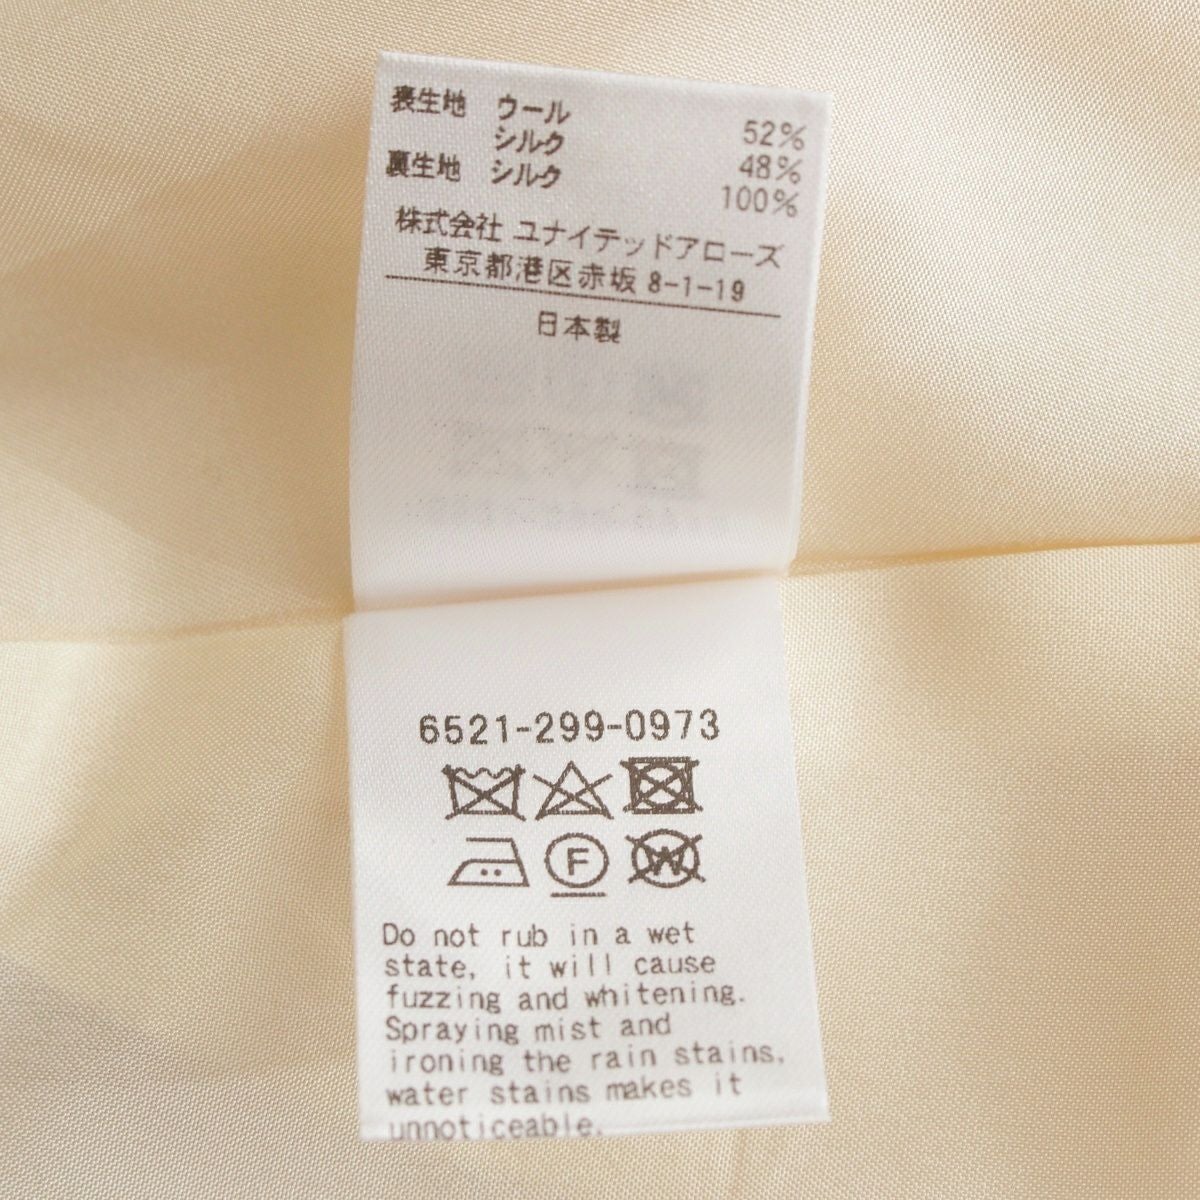 表生地 ウール 52%
シルク 48%
裏生地 シルク 100%
株式会社 ユナイテッドアローズ
東京都港区赤坂 8-1-19
日本製
6521-299-0973
F
W
Do not rub in a wet
state, it will cause
fuzzing and whitening.
Spraying mist and
ironing the rain stains,
water stains makes it
unnoticeable.